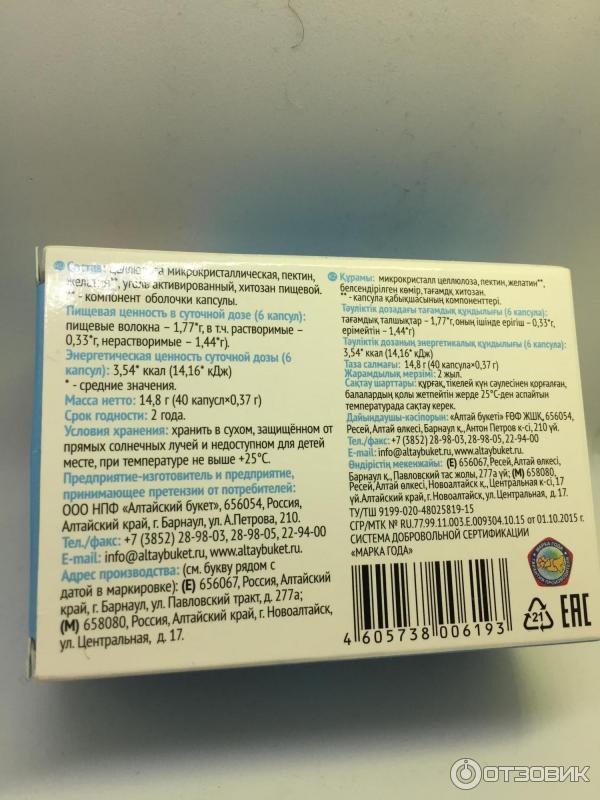 RU Состав: целлюлоза микрокристаллическая, пектин,
желатин**, уголь активированный, хитозан пищевой.
** - компонент оболочки капсулы.
Пищевая ценность в суточной дозе (6 капсул):
пищевые волокна – 1,77*г, в т.ч. растворимые –
0,33*г, нерастворимые – 1,44*г).
Энергетическая ценность суточной дозы (6
капсул): 3,54* ккал (14,16* кДж)
* - средние значения.
Масса нетто: 14,8 г (40 капсул×0,37 г)
Срок годности: 2 года.
Условия хранения: хранить в сухом, защищённом от
прямых солнечных лучей и недоступном для детей
месте, при температуре не выше +25°С.
Предприятие-изготовитель и предприятие,
принимающее претензии от потребителей:
ООО НПФ «Алтайский букет», 656054, Россия,
Алтайский край, г. Барнаул, ул.А.Петрова, 210.
Тел./факс: +7 (3852) 28-98-03, 28-98-05, 22-94-00
E-mail: info@altaybuket.ru, www.altaybuket.ru.
Адрес производства: (см. букву рядом с
датой в маркировке): (Е) 656067, Россия, Алтайский
край, г. Барнаул, ул. Павловский тракт, д. 277а;
(М) 658080, Россия, Алтайский край, г. Новоалтайск,
ул. Центральная, д. 17.
KZ Құрамы: микрокристалл целлюлоза, пектин, желатин**,
белсендірілген көмір, тағамдқ хитозан.
** - капсула қабықшасының компоненттері.
Тәуліктік дозадағы тағамдық құндылығы (6 капсула):
тағамдық талшықтар – 1,77*г, оның ішінде ерігіш – 0,33*г,
ерімейтін – 1,44*г)
Тәуліктік дозаның энергетикалық құндылығы (6 капсула):
3,54* ккал (14,16* кДж)
Таза салмағы: 14,8 г (40 капсула×0,37 г)
Жарамдылық мерзімі: 2 жыл.
Сақтау шарттары: құрғақ, тікелей күн сәулесінен қорғалған,
балалардың қолы жетпейтін жерде 25°С-ден аспайтын
температурада сақтау керек.
Дайындаушы-кәсіпорын: «Алтай букеті» ҒӨФ ЖШҚ, 656054,
Ресей, Алтай өлкесі, Барнаул қ., Антон Петров к-сі, 210 үй.
Тел./факс: +7 (3852) 28-98-03, 28-98-05, 22-94-00
E-mail: info@altaybuket.ru, www.altaybuket.ru
Өндірістің мекенжайы: (Е) 656067, Ресей, Алтай өлкесі,
Барнаул қ., Павловский тас жолы, 277а үй; (М) 658080,
Ресей, Алтай өлкесі, Новоалтайск қ., Центральная к-сі, 17
үй.Алтайский край, г. Новоалтайск, ул. Центральная, д. 17.
ТУ/ТШ 9199-020-48025819-15
СГР/МТК № RU.77.99.11.003.Е.009304.10.15 от 01.10.2015 г.
СИСТЕМА ДОБРОВОЛЬНОЙ СЕРТИФИКАЦИИ
«МАРКА ГОДА»
МАРКА ГОДА
4 605738 006193
21
EAC
ОТЗОВИК